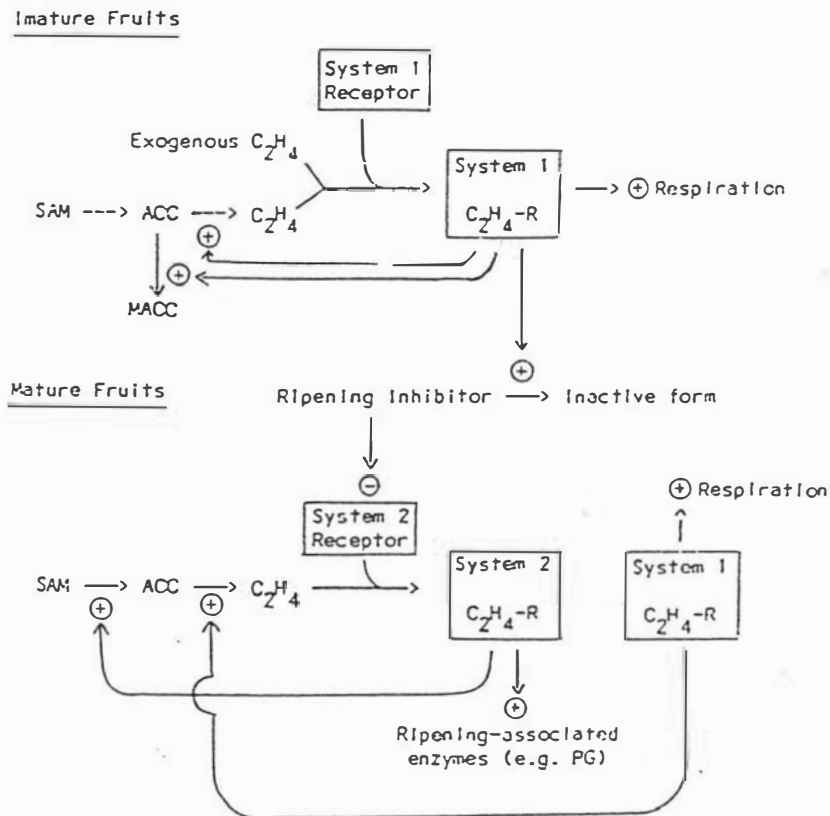 Imature Fruits
System 1
Receptor
Exogenous C2H4
System 1
C2H4-R
⊕ Respiration
SAM ---> ACC ---> C2H4
⊕
⊕
MACC
⊕
Mature Fruits
Ripening Inhibitor —> Inactive form
⊖
⊕ Respiration
System 2
Receptor
System 2
C2H4-R
System 1
C2H4-R
SAM —> ACC —> C2H4
⊕
⊕
⊕
Ripening-associated
enzymes (e.g. PG)